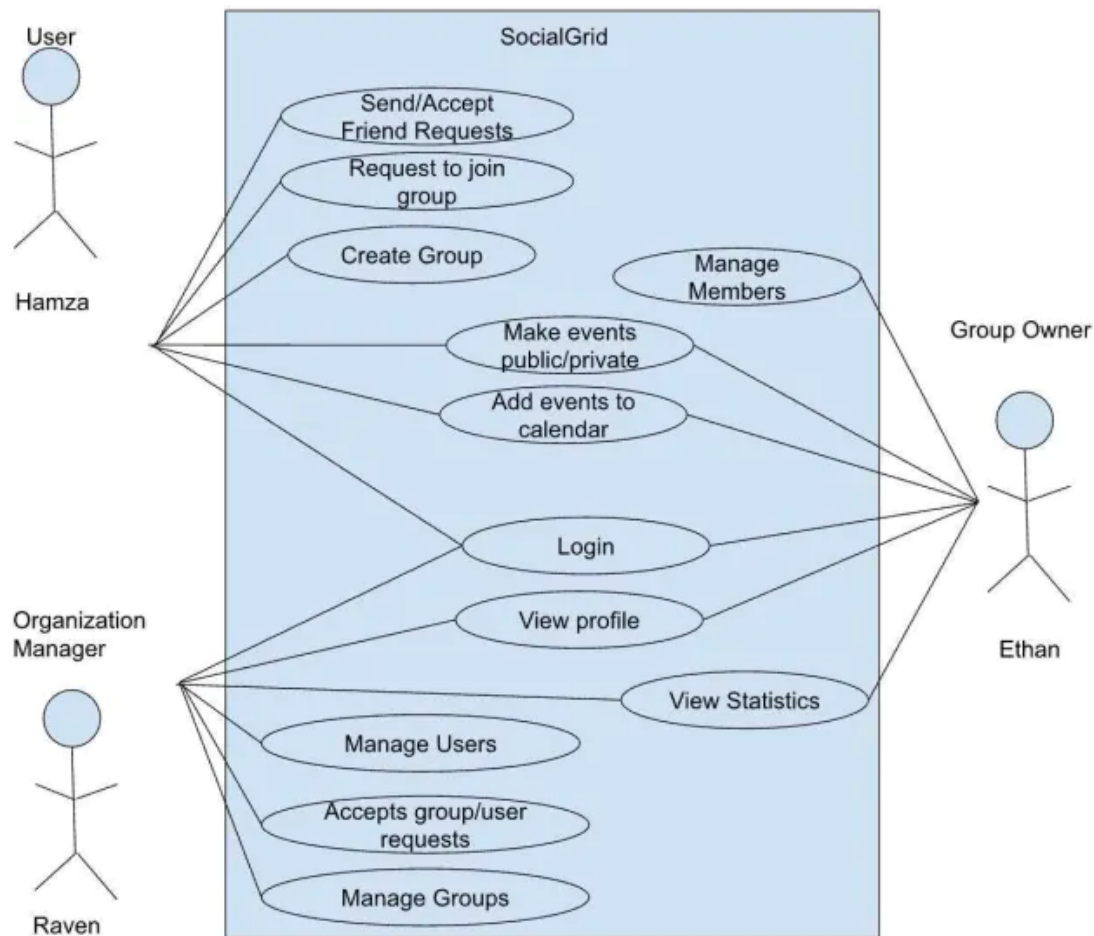 User
SocialGrid
Send/Accept
Friend Requests
Request to join
group
Create Group
Manage
Members
Hamza
Make events
public/private
Group Owner
Add events to
calendar
Login
Organization
Manager
View profile
Ethan
View Statistics
Manage Users
Accepts group/user
requests
Manage Groups
Raven